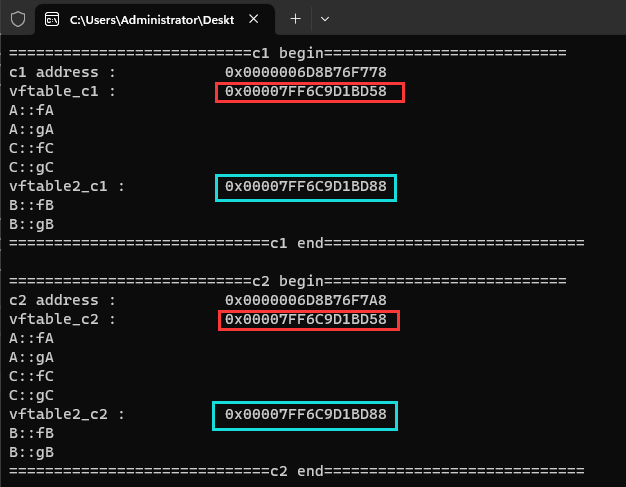 C:\Users\Administrator\Deskt
===========================c1 begin===========================
c1 address :            0x0000006D8B76F778
vftable_c1 :            0x00007FF6C9D1BD58
A::fA
A::gA
C::fC
C::gC
vftable2_c1 :           0x00007FF6C9D1BD88
B::fB
B::gB
=============================c1 end=============================
===========================c2 begin===========================
c2 address :            0x0000006D8B76F7A8
vftable_c2 :            0x00007FF6C9D1BD58
A::fA
A::gA
C::fC
C::gC
vftable2_c2 :           0x00007FF6C9D1BD88
B::fB
B::gB
=============================c2 end=============================